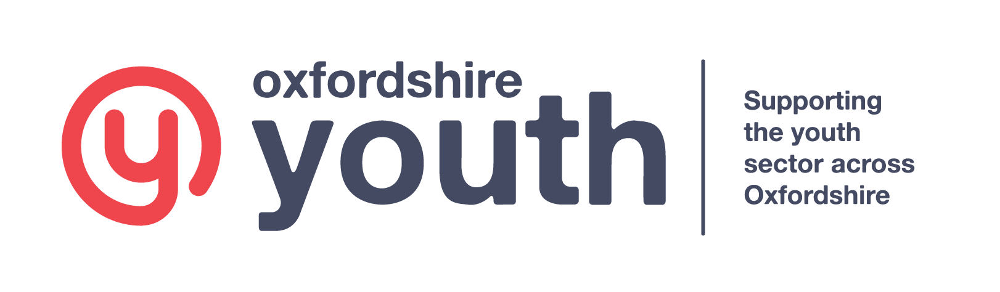 y
oxfordshire
youth
Supporting
the youth
sector across
Oxfordshire